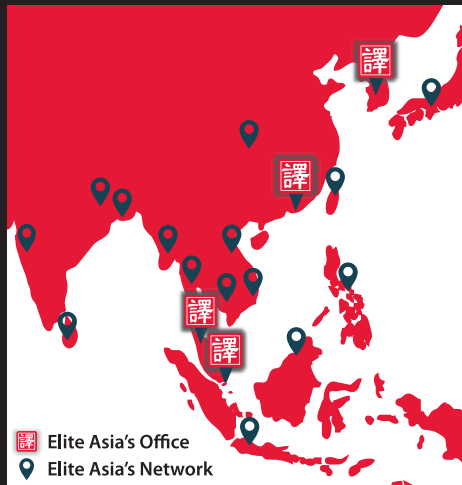 譯
譯
譯
譯
譯 Elite Asia's Office
Elite Asia's Network